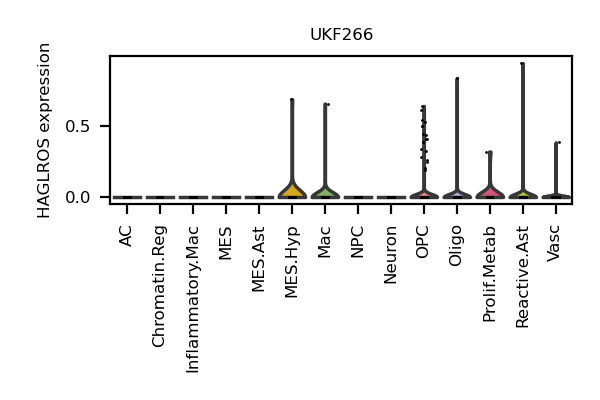 UKF266
HAGLROS expression
0.5
0.0
AC
Chromatin.Reg
Inflammatory.Mac
MES
MES.Ast
MES.Hyp
Mac
NPC
Neuron
OPC
Oligo
Prolif.Metab
Reactive.Ast
Vasc